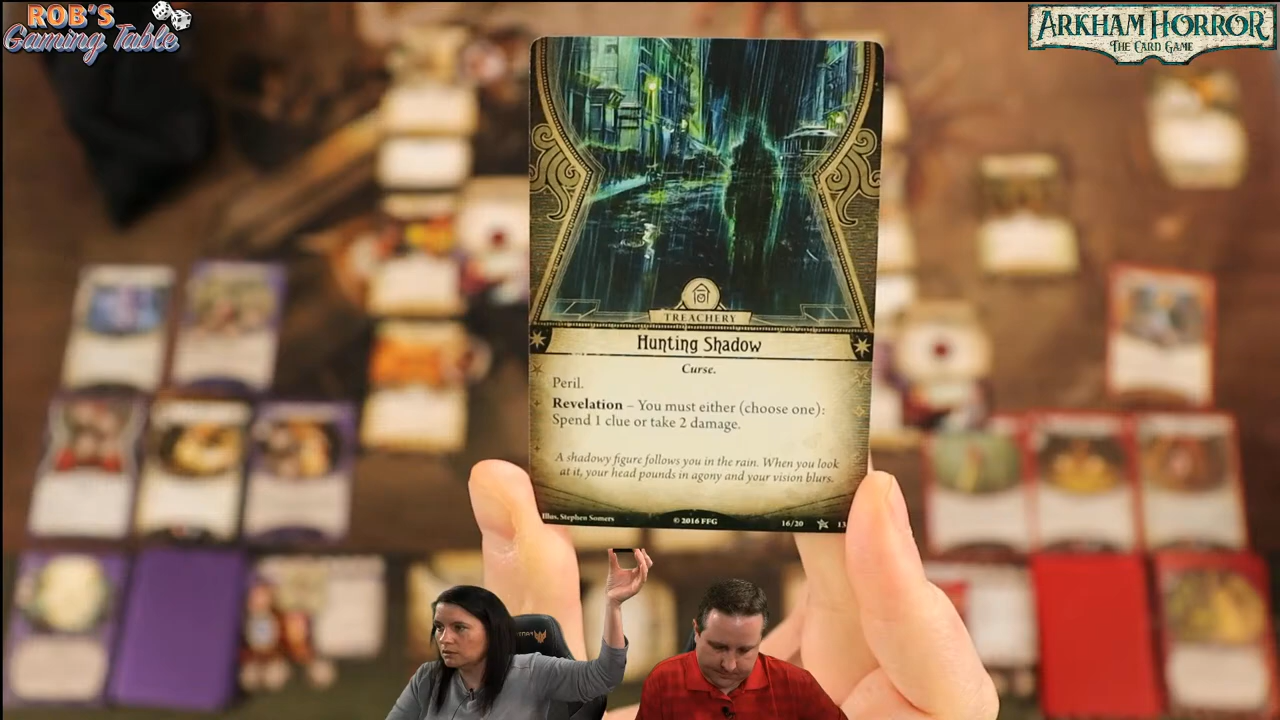 ROB'S
Gaming Table
ARKHAM HORROR
THE CARD GAME
TREACHERY
Hunting Shadow
Curse.
Peril.
Revelation – You must either (choose one):
Spend 1 clue or take 2 damage.
A shadowy figure follows you in the rain. When you look
at it, your head pounds in agony and your vision blurs.
Illus. Stephen Somers
© 2016 FFG
16/20
13